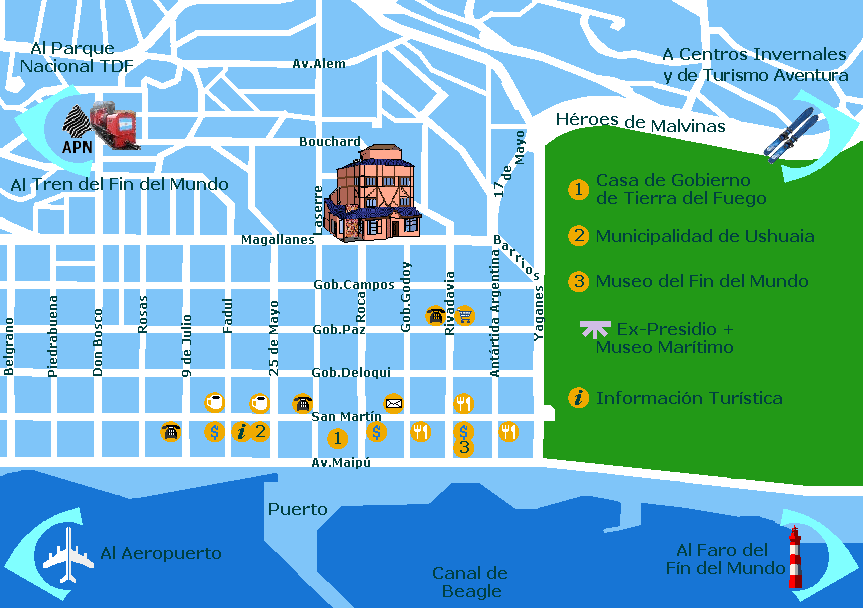 Al Parque
Nacional TDF
Av.Alem
A Centros Invernales
y de Turismo Aventura
APN
Al Tren del Fin del Mundo
Bouchard
Héroes de Malvinas
17 de Mayo
Laserre
Magallanes
Barrios
1 Casa de Gobierno
de Tierra del Fuego
2 Municipalidad de Ushuaia
3 Museo del Fin del Mundo
Ex-Presidio +
Museo Marítimo
i Información Turística
Gob.Campos
Gob.Paz
Gob.Deloqui
San Martín
Av.Maipú
Belgrano
Piedrabuena
Don Bosco
Rosas
9 de Julio
Fadul
25 de Mayo
Roca
Gob.Godoy
Rivadavia
Antártida Argentina
Yaganes
$
i
2
1
$
$
3
Puerto
Al Aeropuerto
Canal de
Beagle
Al Faro del
Fín del Mundo